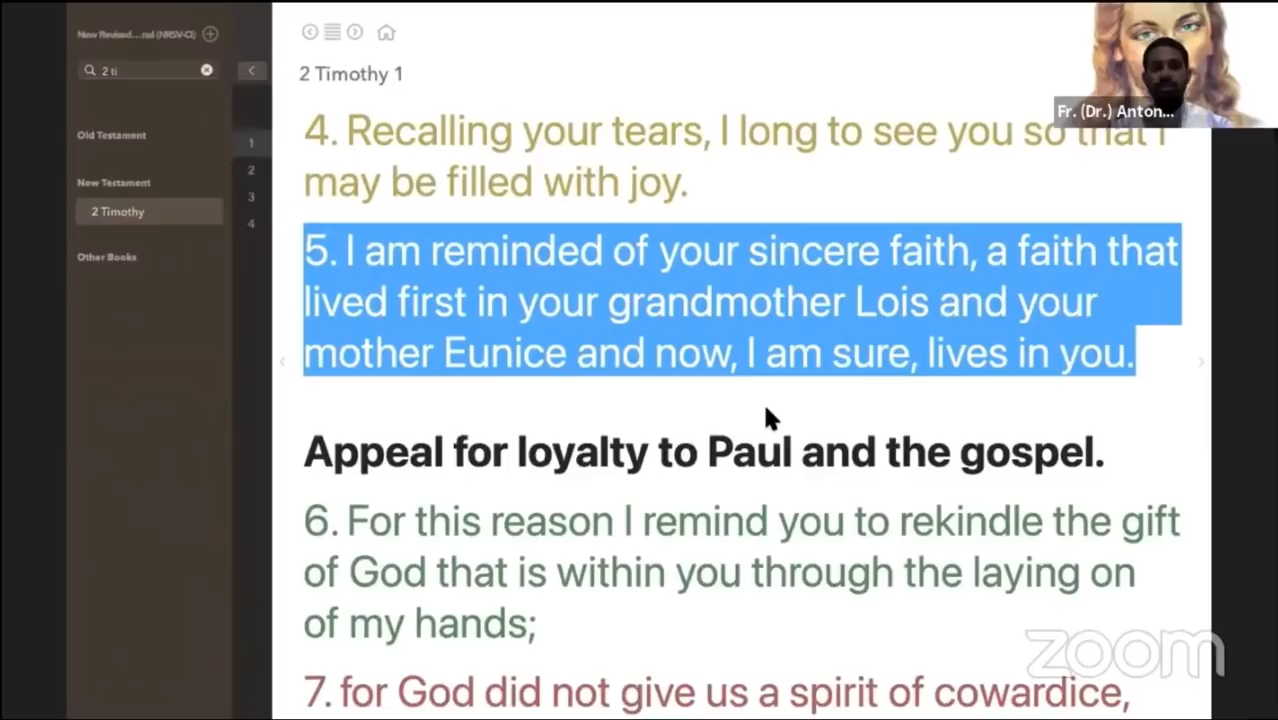 New Revised....nal (NRSV-CI)
2 ti
Old Testament
New Testament
2 Timothy
Other Books
1
2
3
4
2 Timothy 1
Fr. (Dr.) Anton...
4. Recalling your tears, I long to see you so that I
may be filled with joy.
5. I am reminded of your sincere faith, a faith that
lived first in your grandmother Lois and your
mother Eunice and now, I am sure, lives in you.
Appeal for loyalty to Paul and the gospel.
6. For this reason I remind you to rekindle the gift
of God that is within you through the laying on
of my hands;
7. for God did not give us a spirit of cowardice,
zoom